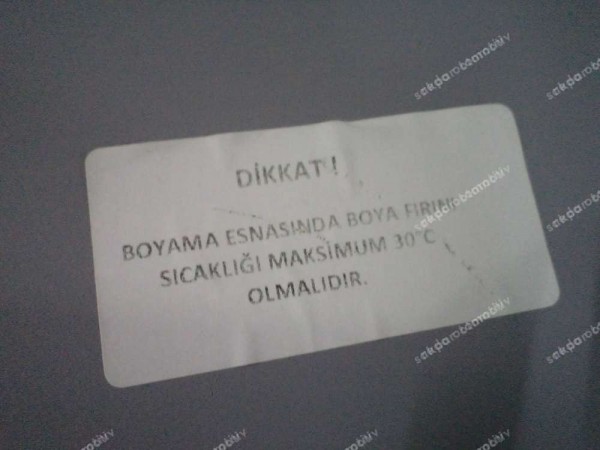 DİKKAT!
BOYAMA ESNASINDA BOYA FIRINI
SICAKLIĞI MAKSİMUM 30°C
OLMALIDIR.